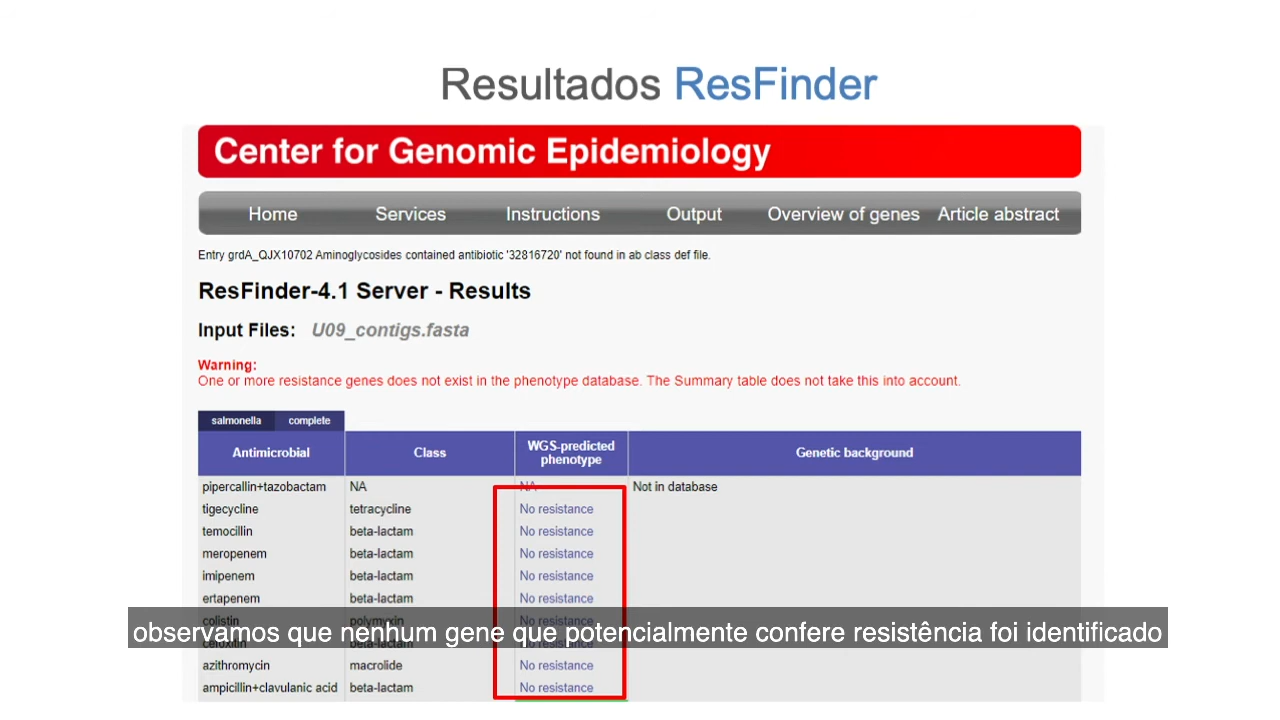 Resultados ResFinder
Center for Genomic Epidemiology
Home Services Instructions Output Overview of genes Article abstract
Entry grdA_QJX10702 Aminoglycosides contained antibiotic '32816720' not found in ab class def file.
ResFinder-4.1 Server - Results
Input Files: U09_contigs.fasta
Warning:
One or more resistance genes does not exist in the phenotype database. The Summary table does not take this into account.
salmonella complete
Antimicrobial Class WGS-predicted phenotype Genetic background
pipercallin+tazobactam NA NA Not in database
tigecycline tetracycline No resistance
temocillin beta-lactam No resistance
meropenem beta-lactam No resistance
imipenem beta-lactam No resistance
ertapenem beta-lactam No resistance
colistin polymyxin No resistance
observamos que nenhum gene que potencialmente confere resistência foi identificado
beta-lactam No resistance
azithromycin macrolide No resistance
ampicillin+clavulanic acid beta-lactam No resistance